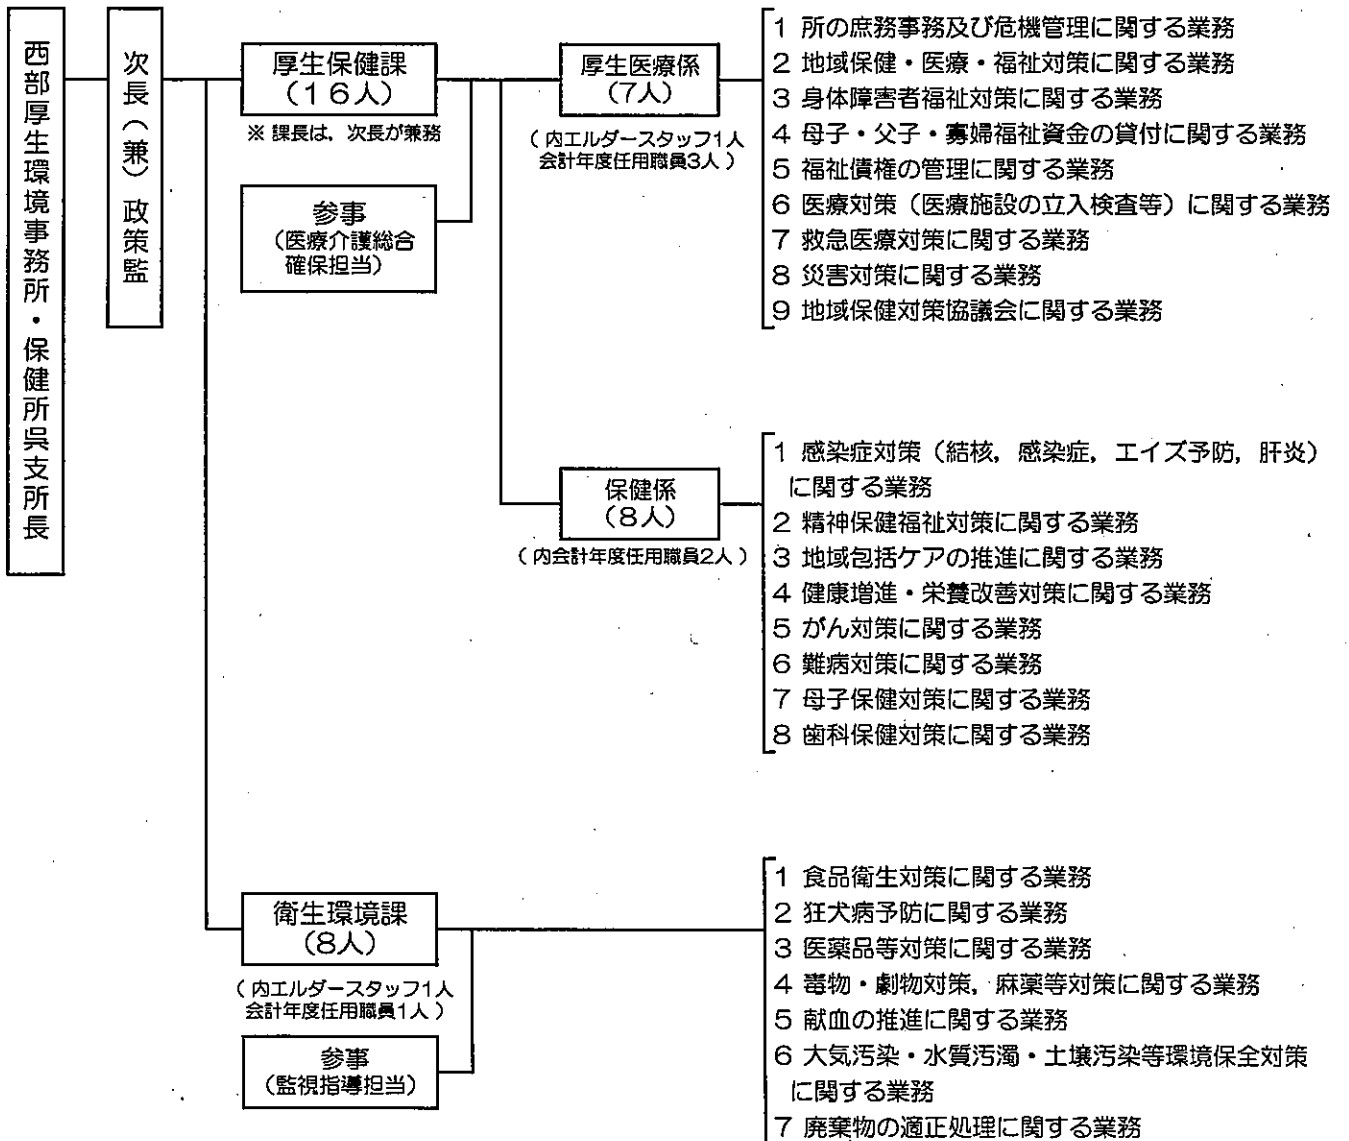 西部厚生環境事務所・保健所呉支所長
次長（兼）政策監
厚生保健課
（１６人）
※ 課長は，次長が兼務
参事
（医療介護総合
確保担当）
厚生医療係
（7人）
（ 内エルダースタッフ1人
会計年度任用職員3人 ）
1 所の庶務事務及び危機管理に関する業務
2 地域保健・医療・福祉対策に関する業務
3 身体障害者福祉対策に関する業務
4 母子・父子・寡婦福祉資金の貸付に関する業務
5 福祉債権の管理に関する業務
6 医療対策（医療施設の立入検査等）に関する業務
7 救急医療対策に関する業務
8 災害対策に関する業務
9 地域保健対策協議会に関する業務
保健係
（8人）
（ 内会計年度任用職員2人 ）
1 感染症対策（結核，感染症，エイズ予防，肝炎）
に関する業務
2 精神保健福祉対策に関する業務
3 地域包括ケアの推進に関する業務
4 健康増進・栄養改善対策に関する業務
5 がん対策に関する業務
6 難病対策に関する業務
7 母子保健対策に関する業務
8 歯科保健対策に関する業務
衛生環境課
（8人）
（ 内エルダースタッフ1人
会計年度任用職員1人 ）
参事
（監視指導担当）
1 食品衛生対策に関する業務
2 狂犬病予防に関する業務
3 医薬品等対策に関する業務
4 毒物・劇物対策，麻薬等対策に関する業務
5 献血の推進に関する業務
6 大気汚染・水質汚濁・土壌汚染等環境保全対策
に関する業務
7 廃棄物の適正処理に関する業務